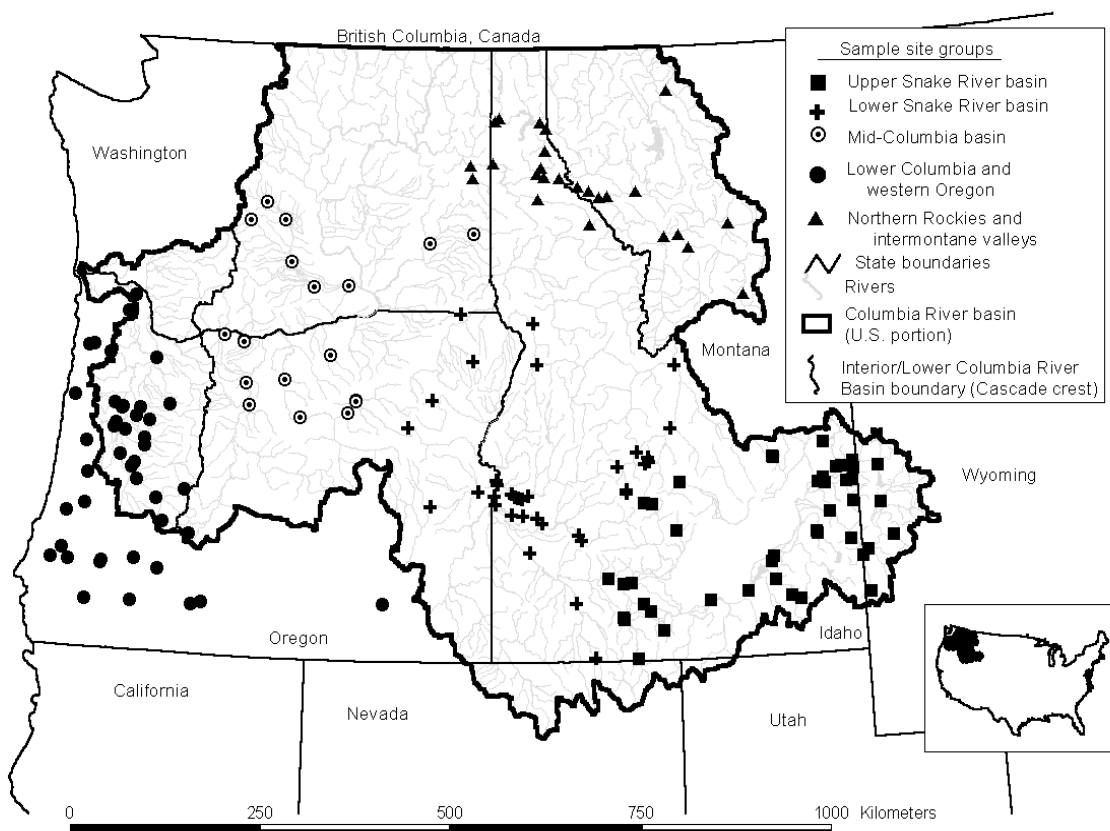 British Columbia, Canada
Washington
Montana
Wyoming
Oregon
Idaho
California
Nevada
Utah
Sample site groups
Upper Snake River basin
Lower Snake River basin
Mid-Columbia basin
Lower Columbia and
western Oregon
Northern Rockies and
intermontane valleys
State boundaries
Rivers
Columbia River basin
(U.S. portion)
Interior/Lower Columbia River
Basin boundary (Cascade crest)
0 250 500 750 1000 Kilometers